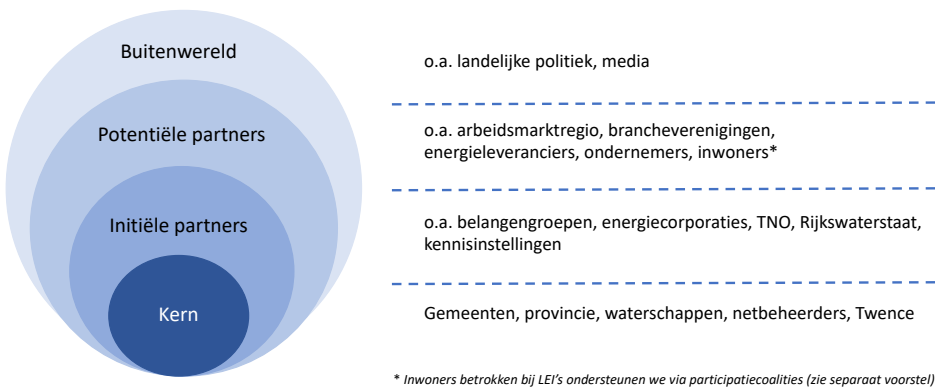 Buitenwereld
o.a. landelijke politiek, media
Potentiële partners
o.a. arbeidsmarktregio, brancheverenigingen,
energieleveranciers, ondernemers, inwoners*
Initiële partners
o.a. belangengroepen, energiecorporaties, TNO, Rijkswaterstaat,
kennisinstellingen
Kern
Gemeenten, provincie, waterschappen, netbeheerders, Twence
* Inwoners betrokken bij LEI's ondersteunen we via participatiecoalities (zie separaat voorstel)